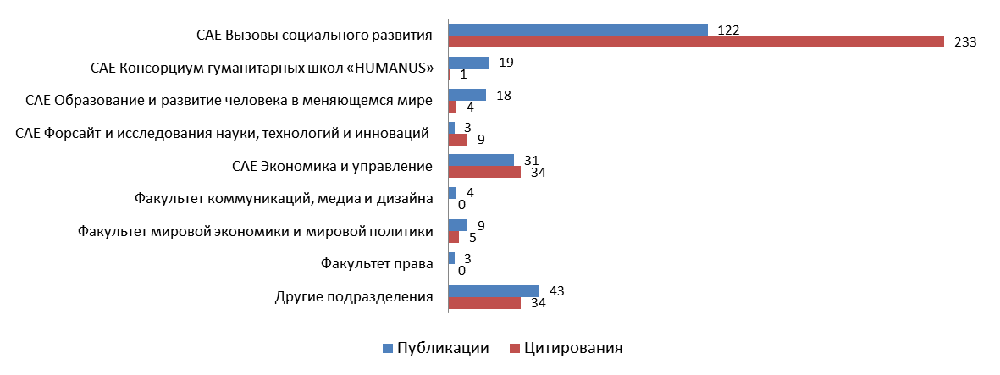 САЕ Вызовы социального развития
122
233
САЕ Консорциум гуманитарных школ «HUMANUS»
19
1
САЕ Образование и развитие человека в меняющемся мире
18
4
САЕ Форсайт и исследования науки, технологий и инноваций
3
9
САЕ Экономика и управление
31
34
Факультет коммуникаций, медиа и дизайна
4
0
Факультет мировой экономики и мировой политики
9
5
Факультет права
3
0
Другие подразделения
43
34
Публикации Цитирования